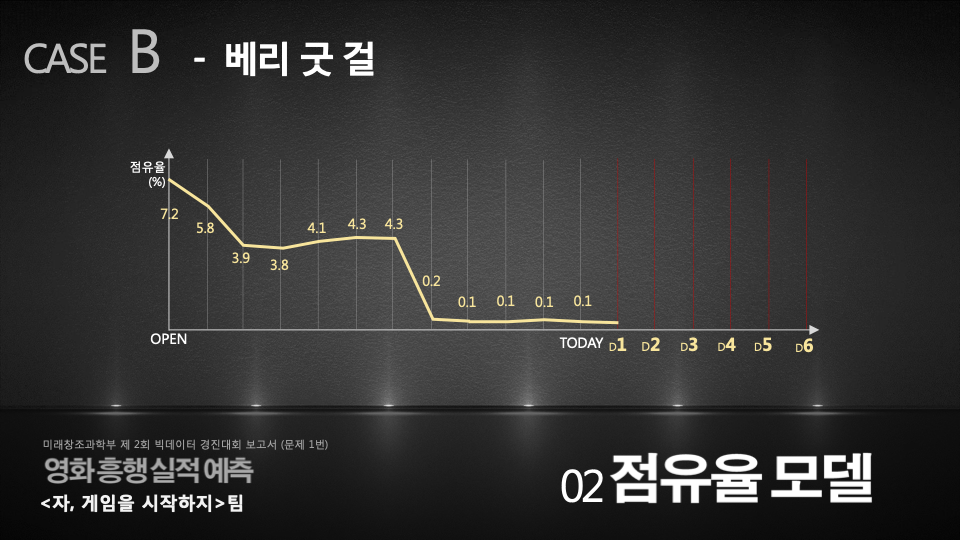 CASE B - 베리 굿 걸
점유율
(%)
7.2
5.8
3.9
3.8
4.1
4.3
4.3
0.2
0.1
0.1
0.1
0.1
OPEN
TODAY D1 D2 D3 D4 D5 D6
미래창조과학부 제 2회 빅데이터 경진대회 보고서 (문제 1번)
영화 흥행 실적 예측
<자, 게임을 시작하지>팀
02 점유율 모델